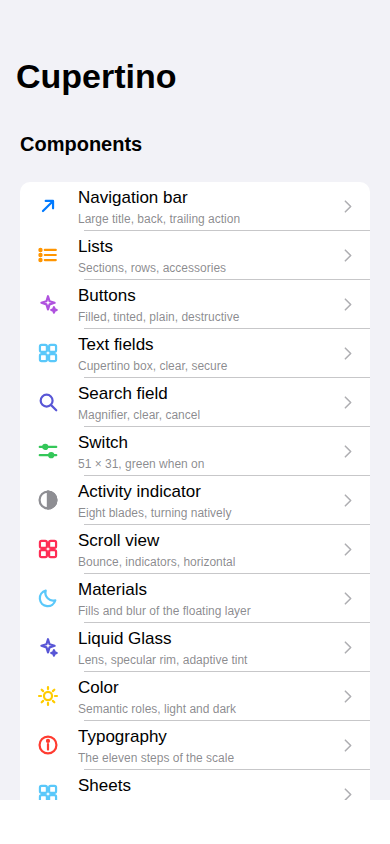 Cupertino
Components
Navigation bar
Large title, back, trailing action
Lists
Sections, rows, accessories
Buttons
Filled, tinted, plain, destructive
Text fields
Cupertino box, clear, secure
Search field
Magnifier, clear, cancel
Switch
51 × 31, green when on
Activity indicator
Eight blades, turning natively
Scroll view
Bounce, indicators, horizontal
Materials
Fills and blur of the floating layer
Liquid Glass
Lens, specular rim, adaptive tint
Color
Semantic roles, light and dark
Typography
The eleven steps of the scale
Sheets